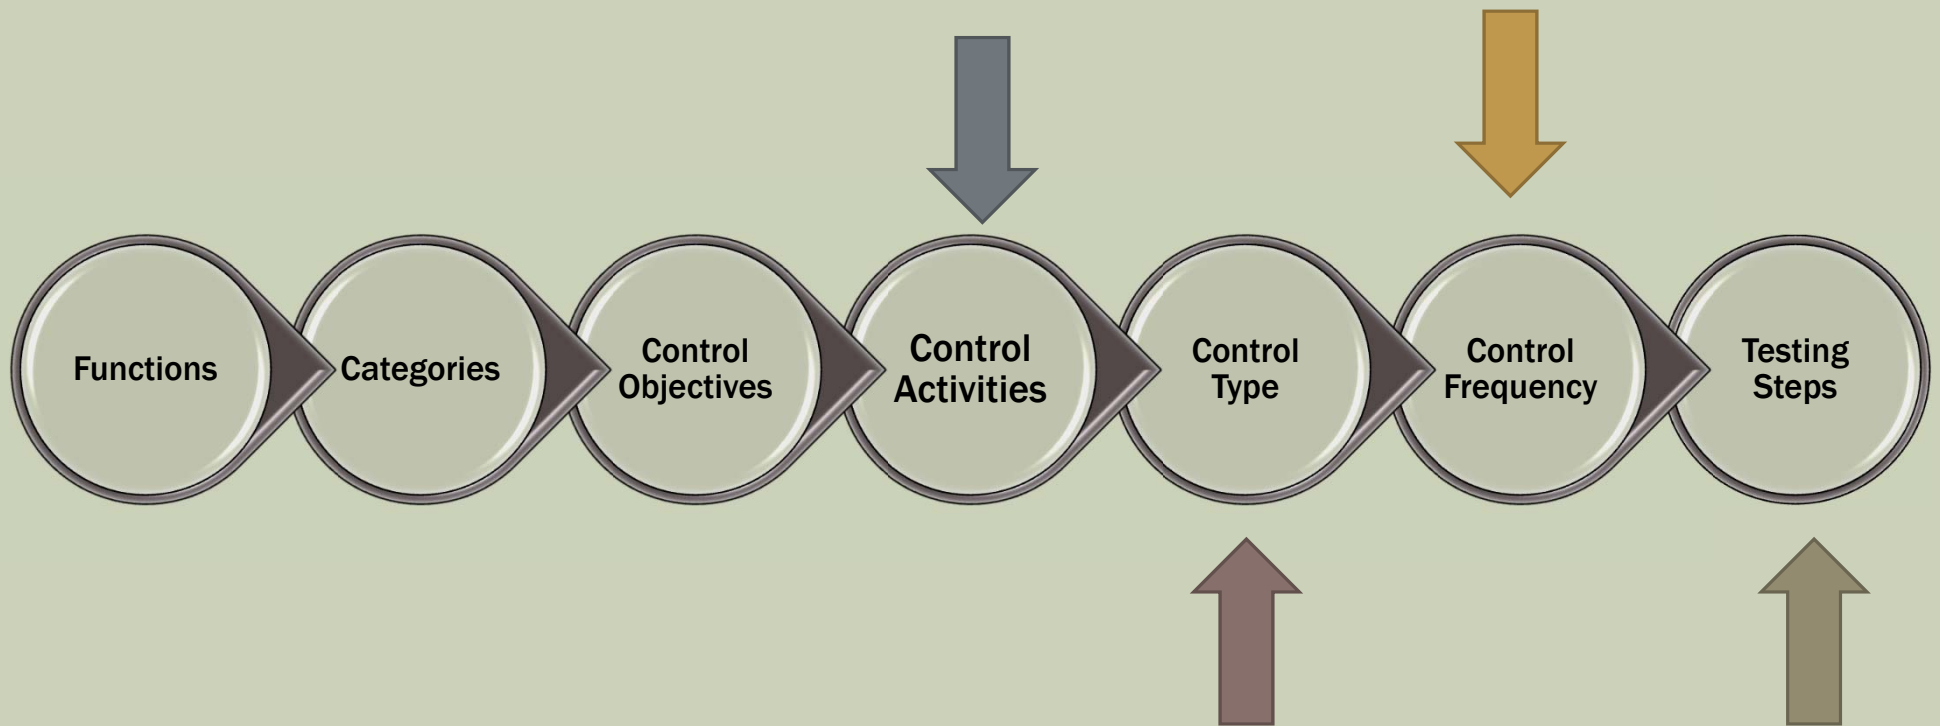 Functions
Categories
Control
Objectives
Control
Activities
Control
Type
Control
Frequency
Testing
Steps